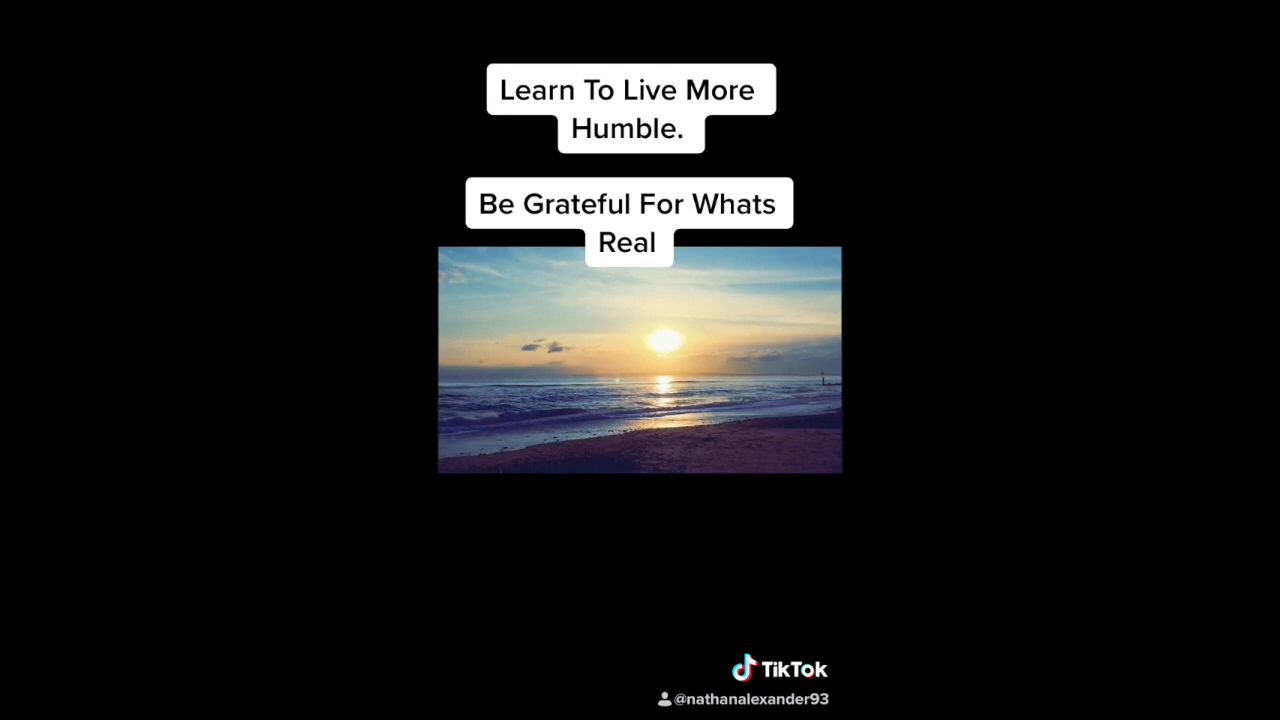 Learn To Live More
Humble.
Be Grateful For Whats
Real
TikTok
@nathanalexander93